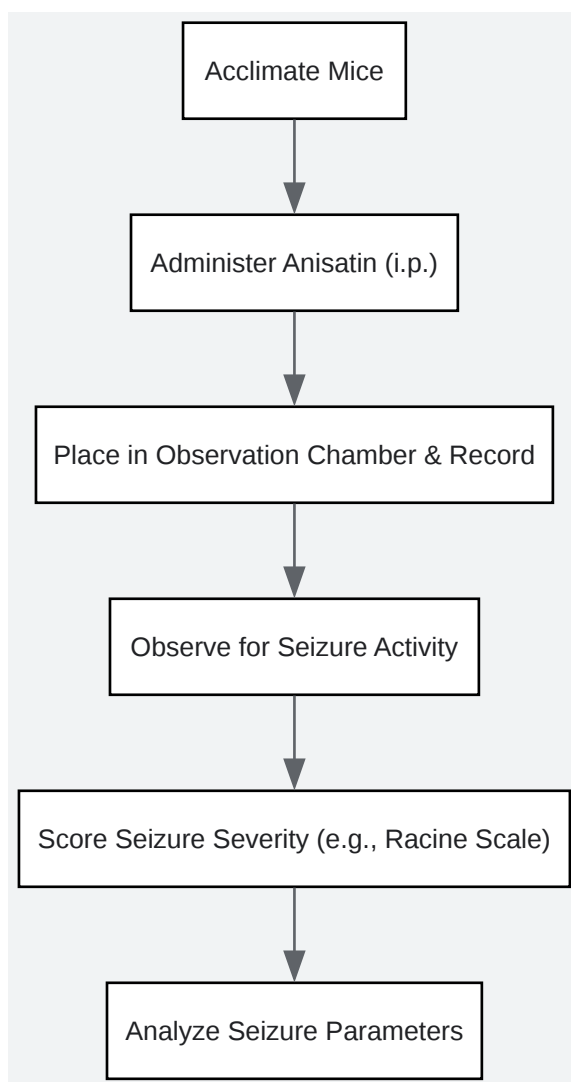 Acclimate Mice
Administer Anisatin (i.p.)
Place in Observation Chamber & Record
Observe for Seizure Activity
Score Seizure Severity (e.g., Racine Scale)
Analyze Seizure Parameters